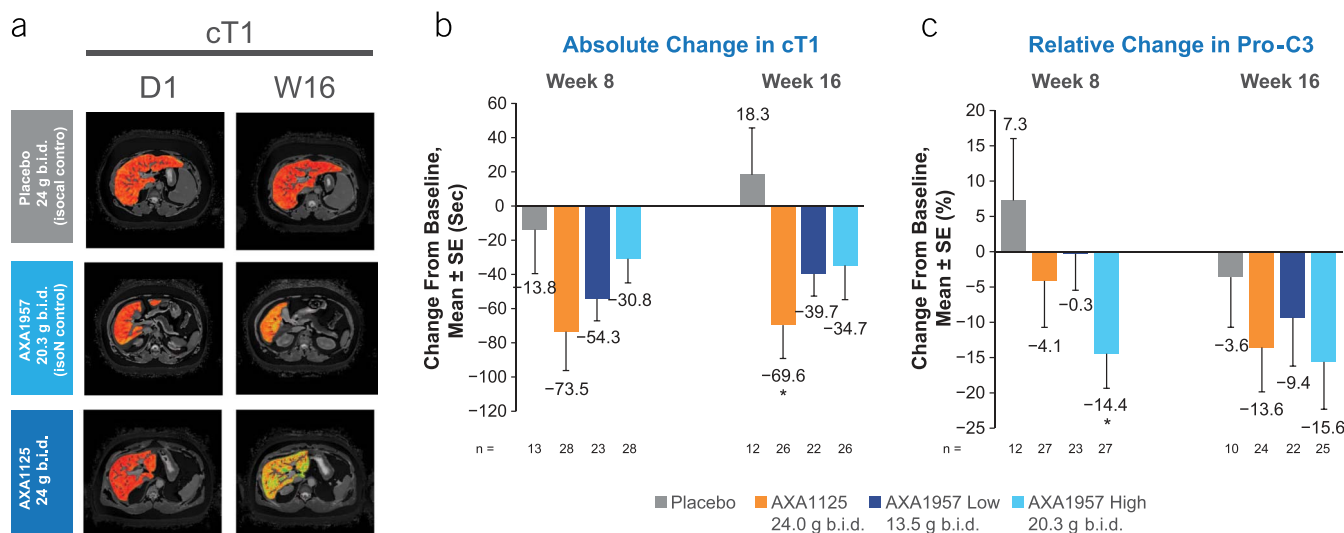 a
cT1
D1
W16
Placebo
24 g b.i.d.
(isocal contro)
AXA1957
20.3 g b.i.d.
(isoN control)
AXA1125
24 g b.i.d.
b
Absolute Change in cT1
Week 8
Week 16
Change From Baseline,
Mean ± SE (Sec)
60
40
20
0
−20
−40
−60
−80
−100
−120
−13.8
−73.5
−54.3
−30.8
18.3
−69.6
*
−39.7
−34.7
n =
13
28
23
28
12
26
22
26
c
Relative Change in Pro-C3
Week 8
Week 16
Change From Baseline,
Mean ± SE (%)
20
15
10
5
0
−5
−10
−15
−20
−25
7.3
−4.1
−0.3
−14.4
*
−3.6
−13.6
−9.4
−15.6
n =
12
27
23
27
10
24
22
25
Placebo
AXA1125
24.0 g b.i.d.
AXA1957 Low
13.5 g b.i.d.
AXA1957 High
20.3 g b.i.d.